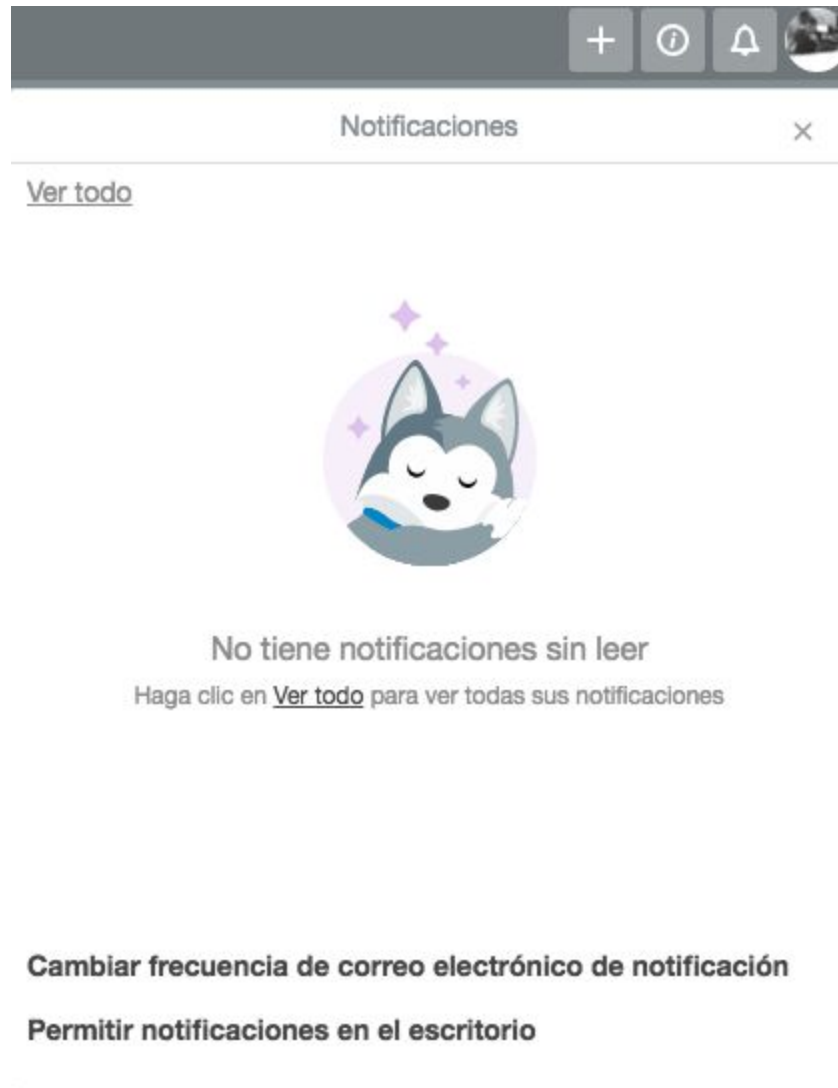 Notificaciones
Ver todo
No tiene notificaciones sin leer
Haga clic en Ver todo para ver todas sus notificaciones
Cambiar frecuencia de correo electrónico de notificación
Permitir notificaciones en el escritorio